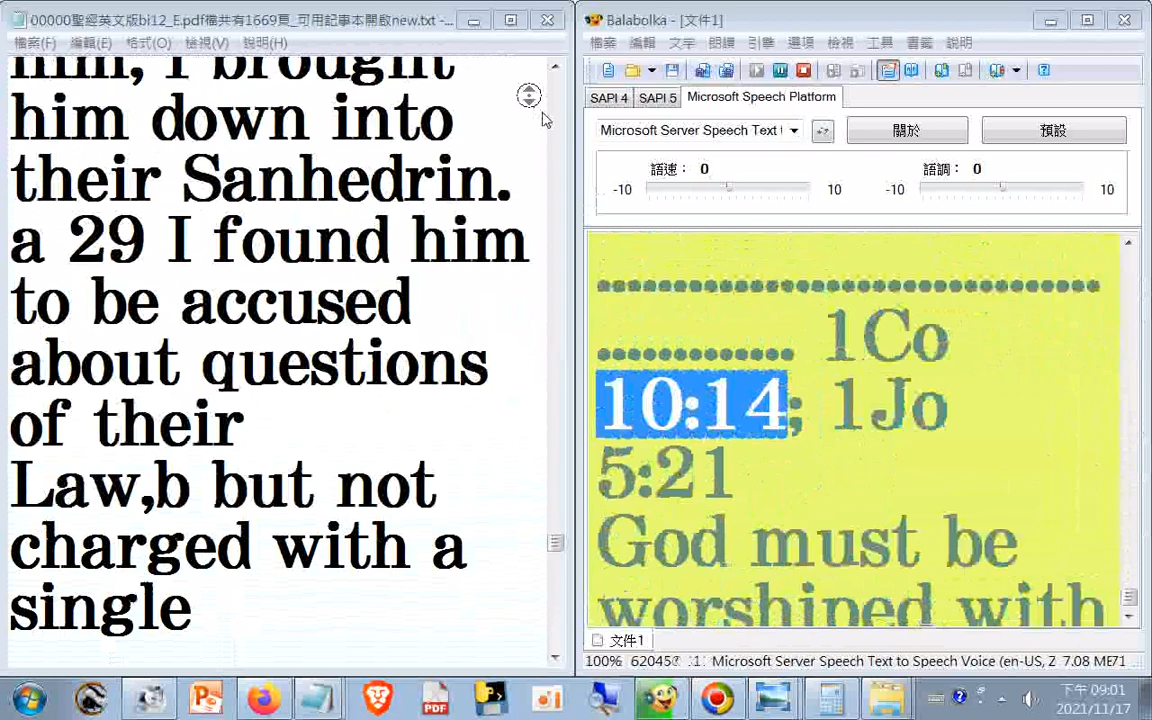 00000聖經英文版bi12_E.pdf檔共有1669頁_可用記事本開啟new.txt -...
檔案(F) 編輯(E) 格式(O) 檢視(V) 說明(H)
him, I brought
him down into
their Sanhedrin.
a 29 I found him
to be accused
about questions
of their
Law,b but not
charged with a
single
Balabolka - [文件1]
檔案 編輯 文字 朗讀 引擎 選項 檢視 工具 書籤 說明
SAPI 4 SAPI 5 Microsoft Speech Platform
Microsoft Server Speech Text 關於 預設
語速： 0 語調： 0
-10 10 -10 10
1Co
10:14; 1Jo
5:21
God must be
worshiped with
文件1
100% Microsoft Server Speech Text to Speech Voice (en-US, Z 7.08 ME
PDF
下午 09:01
2021/11/17